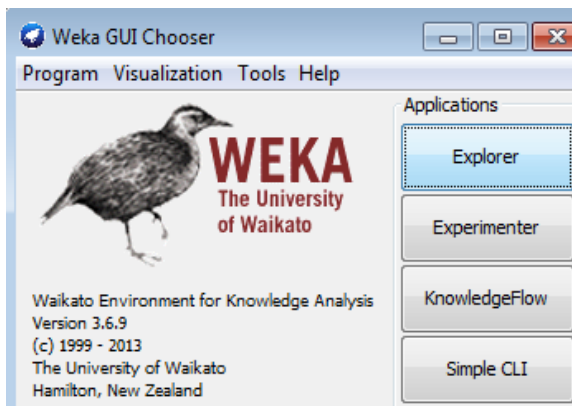 Weka GUI Chooser
Program Visualization Tools Help
Applications
WEKA
The University
of Waikato
Explorer
Experimenter
KnowledgeFlow
Simple CLI
Waikato Environment for Knowledge Analysis
Version 3.6.9
(c) 1999 - 2013
The University of Waikato
Hamilton, New Zealand